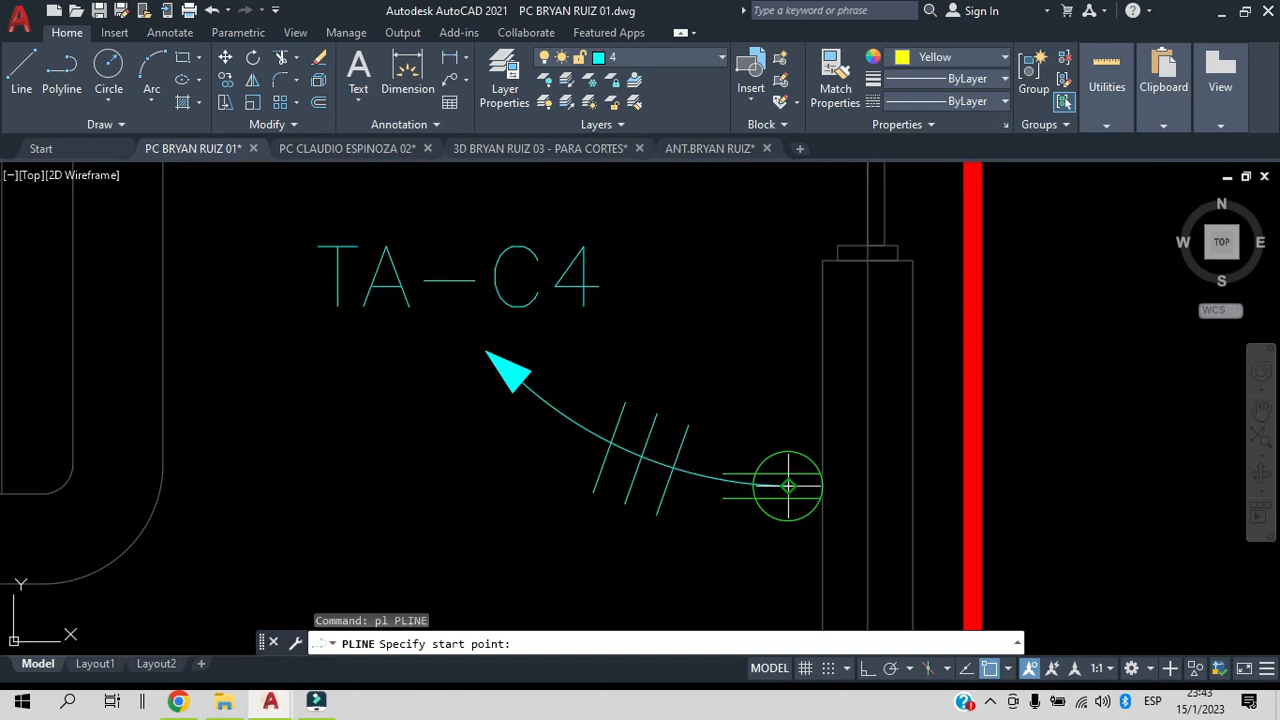 Autodesk AutoCAD 2021 PC BRYAN RUIZ 01.dwg
Type a keyword or phrase
Sign In
Home Insert Annotate Parametric View Manage Output Add-ins Collaborate Featured Apps
4
Yellow
ByLayer
ByLayer
Line Polyline Circle Arc
Text Dimension
Layer Properties
Insert
Match Properties
Group
Utilities
Clipboard
View
Draw Modify Annotation Layers Block Properties Groups
Start
PC BRYAN RUIZ 01*
PC CLAUDIO ESPINOZA 02*
3D BRYAN RUIZ 03 - PARA CORTES*
ANT.BRYAN RUIZ*
[−][Top][2D Wireframe]
N
W TOP E
S
WCS
TA-C4
Y
X
Command: pl PLINE
PLINE Specify start point:
Model Layout1 Layout2
MODEL
1:1
ESP
23:43
15/1/2023